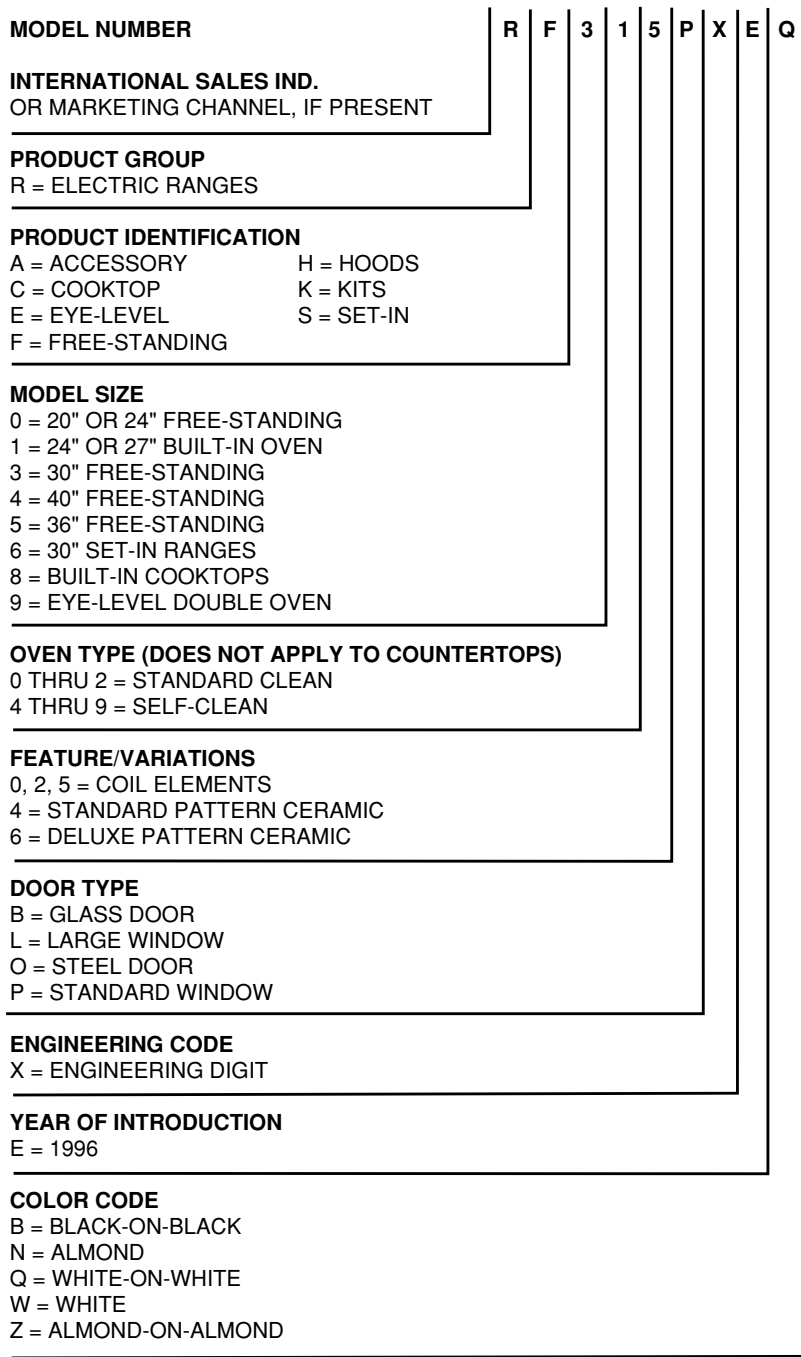 MODEL NUMBER R F 3 1 5 P X E Q
INTERNATIONAL SALES IND.
OR MARKETING CHANNEL, IF PRESENT
PRODUCT GROUP
R = ELECTRIC RANGES
PRODUCT IDENTIFICATION
A = ACCESSORY H = HOODS
C = COOKTOP K = KITS
E = EYE-LEVEL S = SET-IN
F = FREE-STANDING
MODEL SIZE
0 = 20" OR 24" FREE-STANDING
1 = 24" OR 27" BUILT-IN OVEN
3 = 30" FREE-STANDING
4 = 40" FREE-STANDING
5 = 36" FREE-STANDING
6 = 30" SET-IN RANGES
8 = BUILT-IN COOKTOPS
9 = EYE-LEVEL DOUBLE OVEN
OVEN TYPE (DOES NOT APPLY TO COUNTERTOPS)
0 THRU 2 = STANDARD CLEAN
4 THRU 9 = SELF-CLEAN
FEATURE/VARIATIONS
0, 2, 5 = COIL ELEMENTS
4 = STANDARD PATTERN CERAMIC
6 = DELUXE PATTERN CERAMIC
DOOR TYPE
B = GLASS DOOR
L = LARGE WINDOW
O = STEEL DOOR
P = STANDARD WINDOW
ENGINEERING CODE
X = ENGINEERING DIGIT
YEAR OF INTRODUCTION
E = 1996
COLOR CODE
B = BLACK-ON-BLACK
N = ALMOND
Q = WHITE-ON-WHITE
W = WHITE
Z = ALMOND-ON-ALMOND